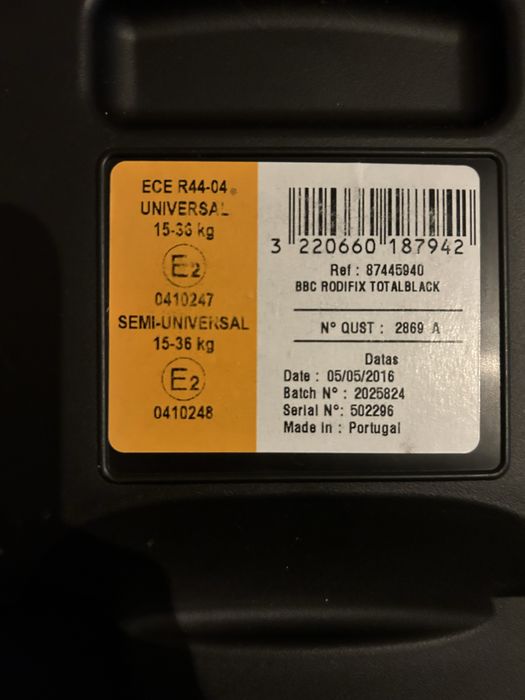 ECE R44-04
UNIVERSAL
15-36 kg
E2
0410247
SEMI-UNIVERSAL
15-36 kg
E2
0410248
3 220660 187942
Ref : 87445940
BBC RODIFIX TOTALBLACK
N° QUST : 2869 A
Datas
Date : 05/05/2016
Batch N° : 2025824
Serial N°: 502296
Made in : Portugal